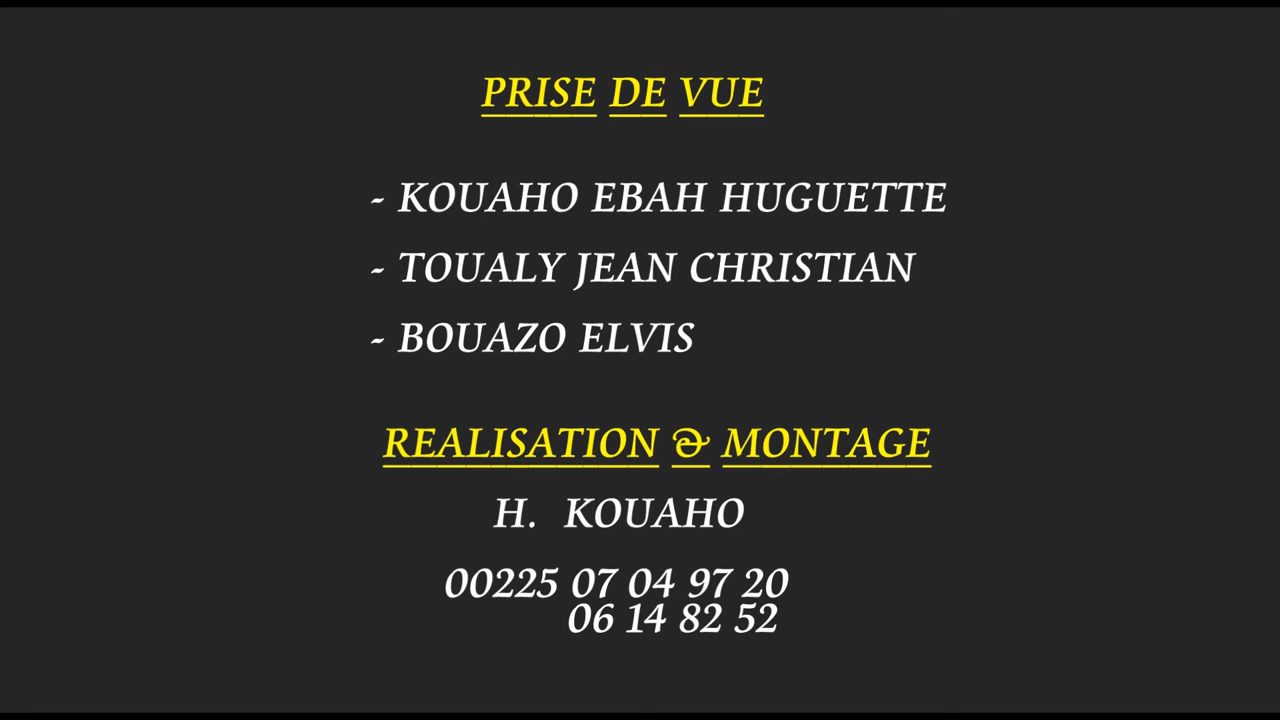 PRISE DE VUE
- KOUAHO EBAH HUGUETTE
- TOUALY JEAN CHRISTIAN
- BOUAZO ELVIS
REALISATION & MONTAGE
H. KOUAHO
00225 07 04 97 20
06 14 82 52